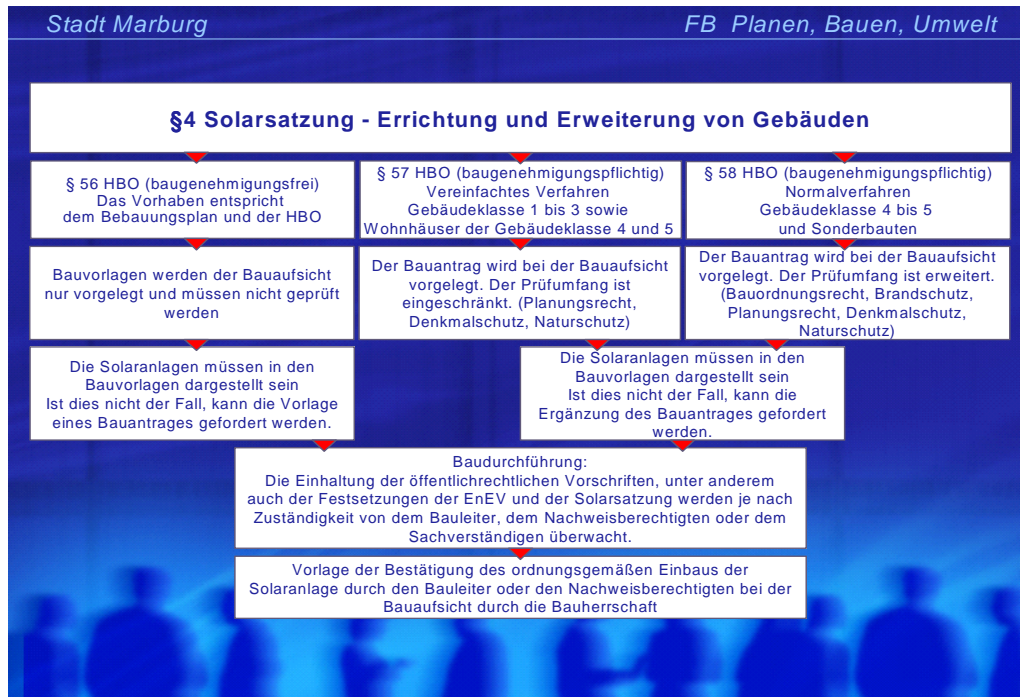 Stadt Marburg
FB Planen, Bauen, Umwelt
§4 Solarsatzung - Errichtung und Erweiterung von Gebäuden
§ 56 HBO (baugenehmigungsfrei)
Das Vorhaben entspricht
dem Bebauungsplan und der HBO
§ 57 HBO (baugenehmigungspflichtig)
Vereinfachtes Verfahren
Gebäudeklasse 1 bis 3 sowie
Wohnhäuser der Gebäudeklasse 4 und 5
§ 58 HBO (baugenehmigungspflichtig)
Normalverfahren
Gebäudeklasse 4 bis 5
und Sonderbauten
Bauvorlagen werden der Bauaufsicht
nur vorgelegt und müssen nicht geprüft
werden
Der Bauantrag wird bei der Bauaufsicht
vorgelegt. Der Prüfumfang ist
eingeschränkt. (Planungsrecht,
Denkmalschutz, Naturschutz)
Der Bauantrag wird bei der Bauaufsicht
vorgelegt. Der Prüfumfang ist erweitert.
(Bauordnungsrecht, Brandschutz,
Planungsrecht, Denkmalschutz,
Naturschutz)
Die Solaranlagen müssen in den
Bauvorlagen dargestellt sein
Ist dies nicht der Fall, kann die Vorlage
eines Bauantrages gefordert werden.
Die Solaranlagen müssen in den
Bauvorlagen dargestellt sein
Ist dies nicht der Fall, kann die
Ergänzung des Bauantrages gefordert
werden.
Baudurchführung:
Die Einhaltung der öffentlichrechtlichen Vorschriften, unter anderem
auch der Festsetzungen der EnEV und der Solarsatzung werden je nach
Zuständigkeit von dem Bauleiter, dem Nachweisberechtigten oder dem
Sachverständigen überwacht.
Vorlage der Bestätigung des ordnungsgemäßen Einbaus der
Solaranlage durch den Bauleiter oder den Nachweisberechtigten bei der
Bauaufsicht durch die Bauherrschaft